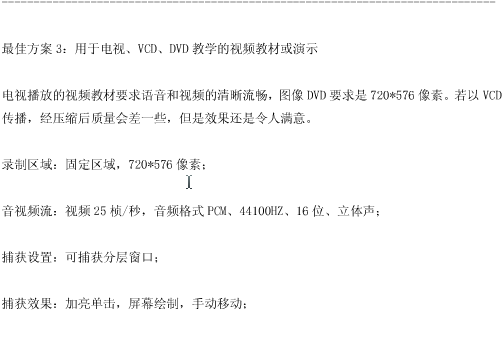 最佳方案 3：用于电视、VCD、DVD 教学的视频教材或演示
电视播放的视频教材要求语音和视频的清晰流畅，图像 DVD 要求是 720*576 像素。若以 VCD
传播，经压缩后质量会差一些，但是效果还是令人满意。
录制区域：固定区域，720*576 像素；
音视频流：视频 25 桢/秒，音频格式 PCM、44100HZ、16 位、立体声；
捕获设置：可捕获分层窗口；
捕获效果：加亮单击，屏幕绘制，手动移动；